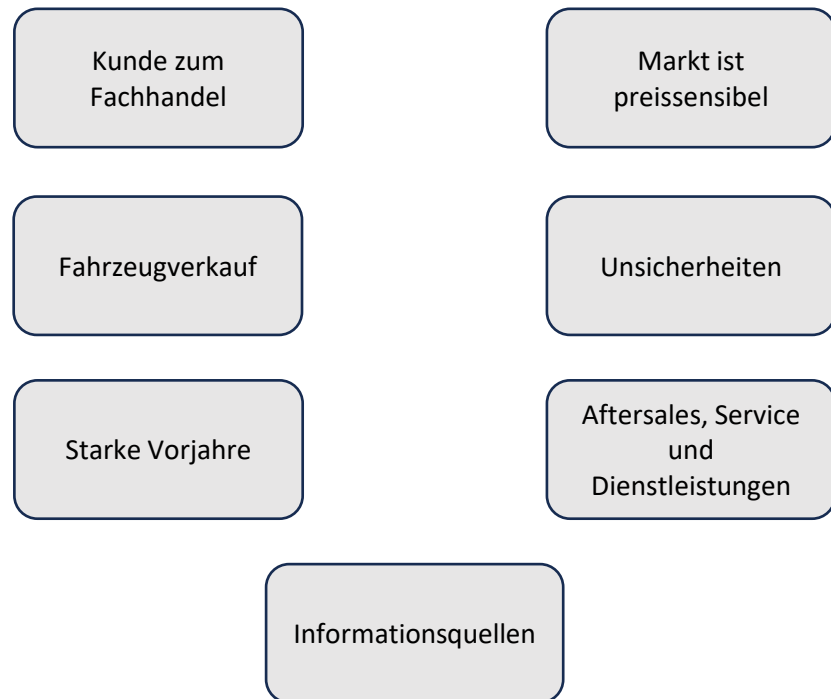 Kunde zum
Fachhandel
Markt ist
preissensibel
Fahrzeugverkauf
Unsicherheiten
Starke Vorjahre
Aftersales, Service
und
Dienstleistungen
Informationsquellen